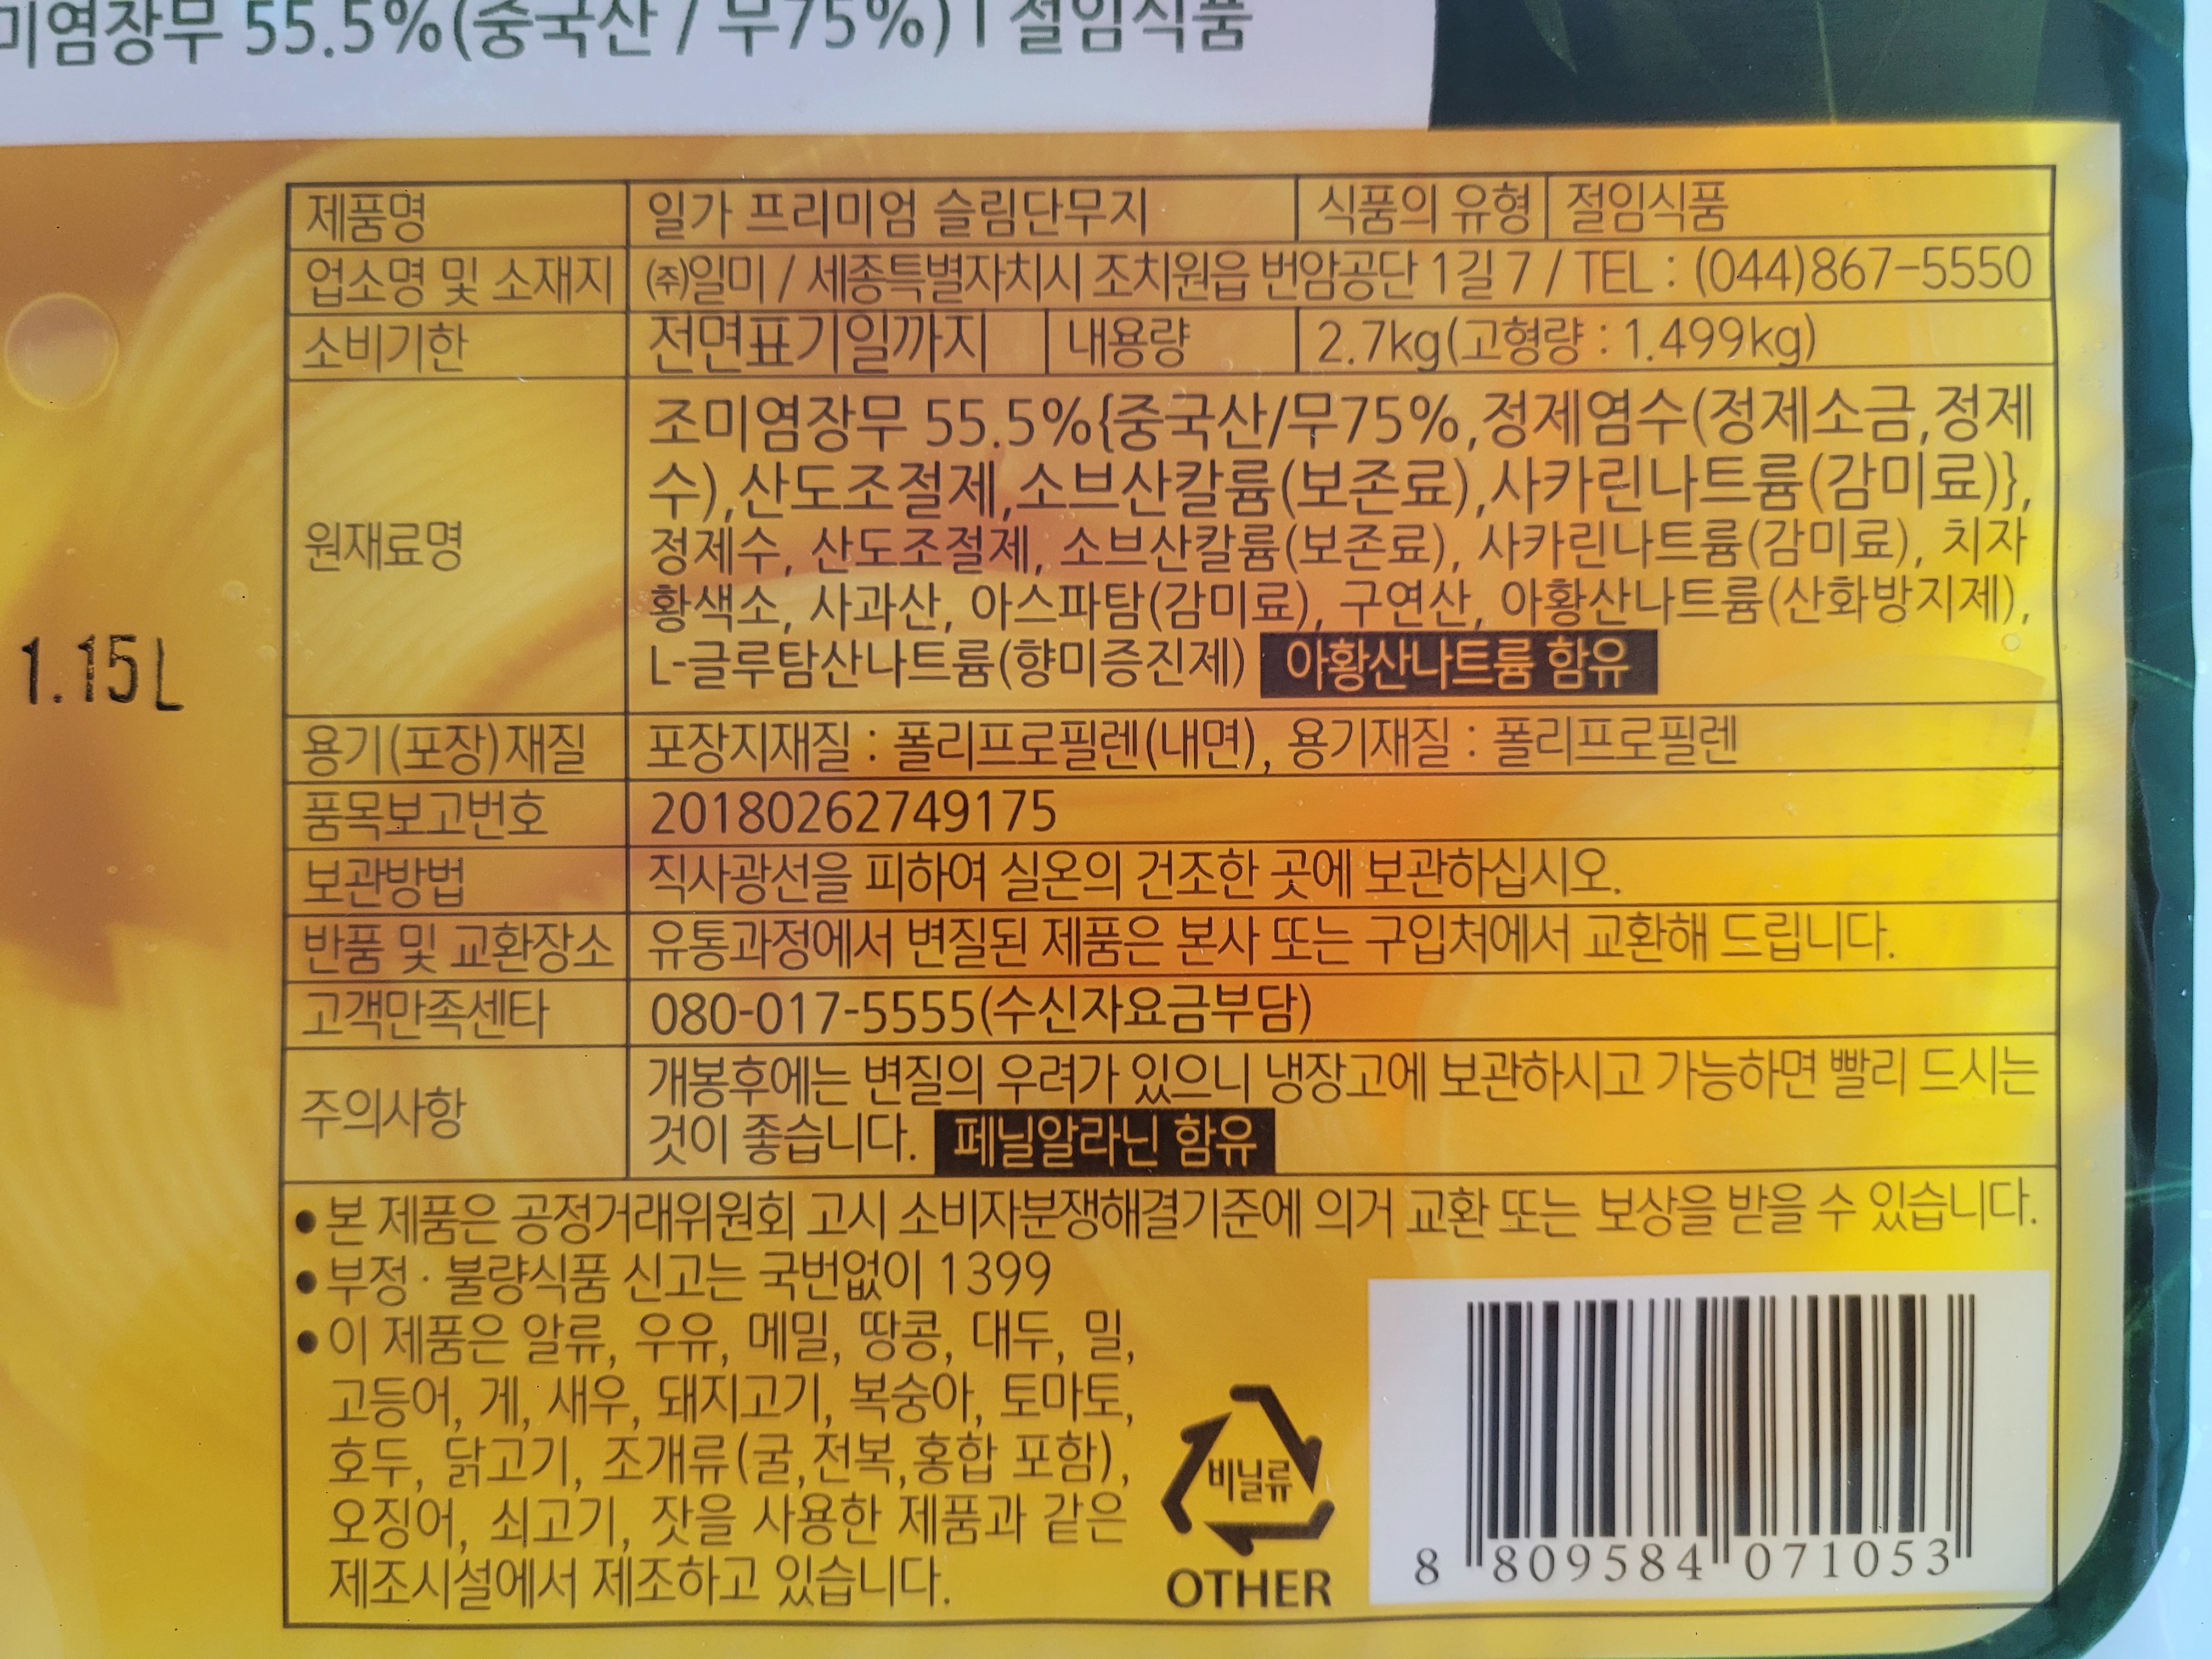 미염장무 55.5%(중국산 / 무75%) I 절임식품
제품명 일가 프리미엄 슬림단무지 식품의 유형 절임식품
업소명 및 소재지 ㈜일미 / 세종특별자치시 조치원읍 번암공단 1길 7 / TEL : (044)867-5550
소비기한 전면표기일까지 내용량 2.7kg(고형량 : 1.499kg)
원재료명
조미염장무 55.5%{중국산/무75%,정제염수(정제소금,정제
수),산도조절제,소브산칼륨(보존료),사카린나트륨(감미료)},
정제수, 산도조절제, 소브산칼륨(보존료), 사카린나트륨(감미료), 치자
황색소, 사과산, 아스파탐(감미료), 구연산, 아황산나트륨(산화방지제),
L-글루탐산나트륨(향미증진제) 아황산나트륨 함유
1.15L
용기(포장)재질 포장지재질 : 폴리프로필렌(내면), 용기재질 : 폴리프로필렌
품목보고번호 20180262749175
보관방법 직사광선을 피하여 실온의 건조한 곳에 보관하십시오.
반품 및 교환장소 유통과정에서 변질된 제품은 본사 또는 구입처에서 교환해 드립니다.
고객만족센타 080-017-5555(수신자요금부담)
주의사항
개봉후에는 변질의 우려가 있으니 냉장고에 보관하시고 가능하면 빨리 드시는
것이 좋습니다. 페닐알라닌 함유
• 본 제품은 공정거래위원회 고시 소비자분쟁해결기준에 의거 교환 또는 보상을 받을 수 있습니다.
• 부정 · 불량식품 신고는 국번없이 1399
• 이 제품은 알류, 우유, 메밀, 땅콩, 대두, 밀,
고등어, 게, 새우, 돼지고기, 복숭아, 토마토,
호두, 닭고기, 조개류(굴,전복,홍합 포함),
오징어, 쇠고기, 잣을 사용한 제품과 같은
제조시설에서 제조하고 있습니다.
비닐류
OTHER
8 809584 071053